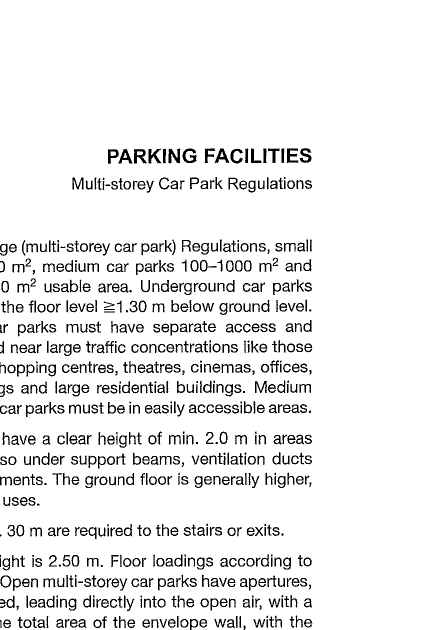 PARKING FACILITIES
Multi-storey Car Park Regulations
ge (multi-storey car park) Regulations, small
0 m², medium car parks 100–1000 m² and
0 m² usable area. Underground car parks
the floor level ≧1.30 m below ground level.
ar parks must have separate access and
d near large traffic concentrations like those
hopping centres, theatres, cinemas, offices,
gs and large residential buildings. Medium
car parks must be in easily accessible areas.
have a clear height of min. 2.0 m in areas
so under support beams, ventilation ducts
ments. The ground floor is generally higher,
uses.
. 30 m are required to the stairs or exits.
ight is 2.50 m. Floor loadings according to
Open multi-storey car parks have apertures,
ed, leading directly into the open air, with a
e total area of the envelope wall, with the